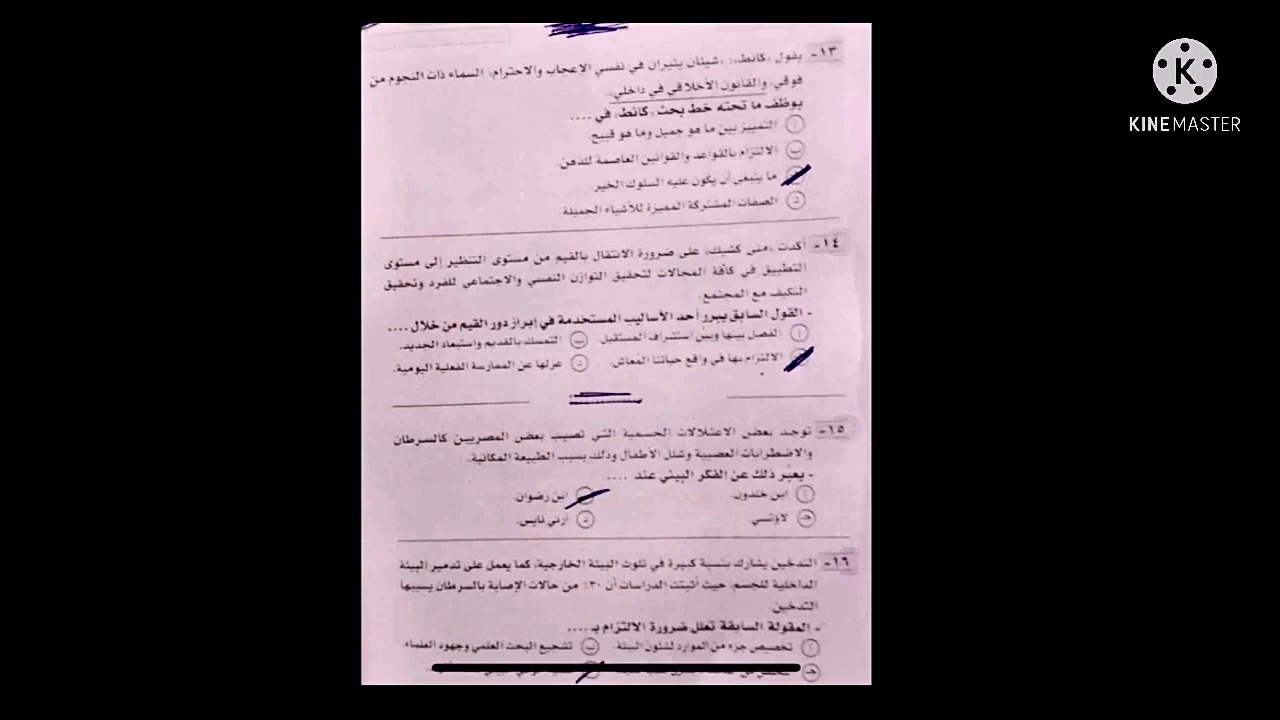 ١٣- يقول «كانط»: «شيئان يثيران في نفسي الإعجاب والاحترام، السماء ذات النجوم من
فوقي، والقانون الأخلاقي في داخلي».
يوظف ما تحته خط بحث «كانط» في ....
أ التمييز بين ما هو جميل وما هو قبيح.
ب الالتزام بالقواعد والقوانين العاصمة للذهن.
ما ينبغي أن يكون عليه السلوك الخير.
د الصفات المشتركة المميزة للأشياء الجميلة.
١٤- أكدت «منى كشيك» على ضرورة الانتقال بالقيم من مستوى التنظير إلى مستوى
التطبيق في كافة المجالات لتحقيق التوازن النفسي والاجتماعي للفرد وتحقيق
التكيف مع المجتمع.
- القول السابق يبرر أحد الأساليب المستخدمة في إبراز دور القيم من خلال ....
أ الفصل بينها وبين استشراف المستقبل. ب التمسك بالقديم واستبعاد الجديد.
الالتزام بها في واقع حياتنا المُعاش. د عزلها عن الممارسة الفعلية اليومية.
١٥- توجد بعض الاعتلالات الجسمية التي تصيب بعض المصريين كالسرطان
والاضطرابات العصبية وشلل الأطفال وذلك بسبب الطبيعة المكانية.
- يعبّر ذلك عن الفكر البيئي عند ....
أ ابن خلدون. ابن رضوان.
جـ لاوتسي. د آرني نايس.
١٦- التدخين يشارك بنسبة كبيرة في تلوث البيئة الخارجية، كما يعمل على تدمير البيئة
الداخلية للجسم، حيث أثبتت الدراسات أن ٣٠٪ من حالات الإصابة بالسرطان يسببها
التدخين.
- المقولة السابقة تعلل ضرورة الالتزام بـ ....
أ تخصيص جزء من الموارد لشئون البيئة. ب تشجيع البحث العلمي وجهود العلماء.
جـ
KINEMASTER